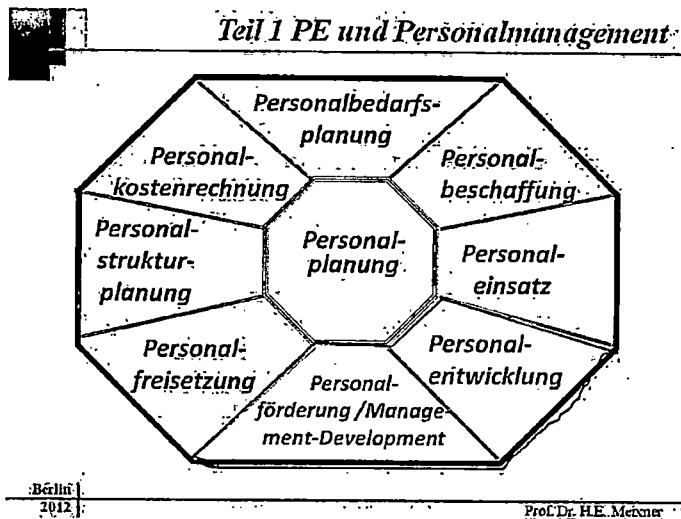 Teil 1 PE und Personalmanagement
Personalbedarfs-
planung
Personal-
beschaffung
Personal-
einsatz
Personal-
entwicklung
Personal-
förderung /Manage-
ment-Development
Personal-
freisetzung
Personal-
struktur-
planung
Personal-
kostenrechnung
Personal-
planung
Berlin
2012
Prof. Dr. H.E. Meixner